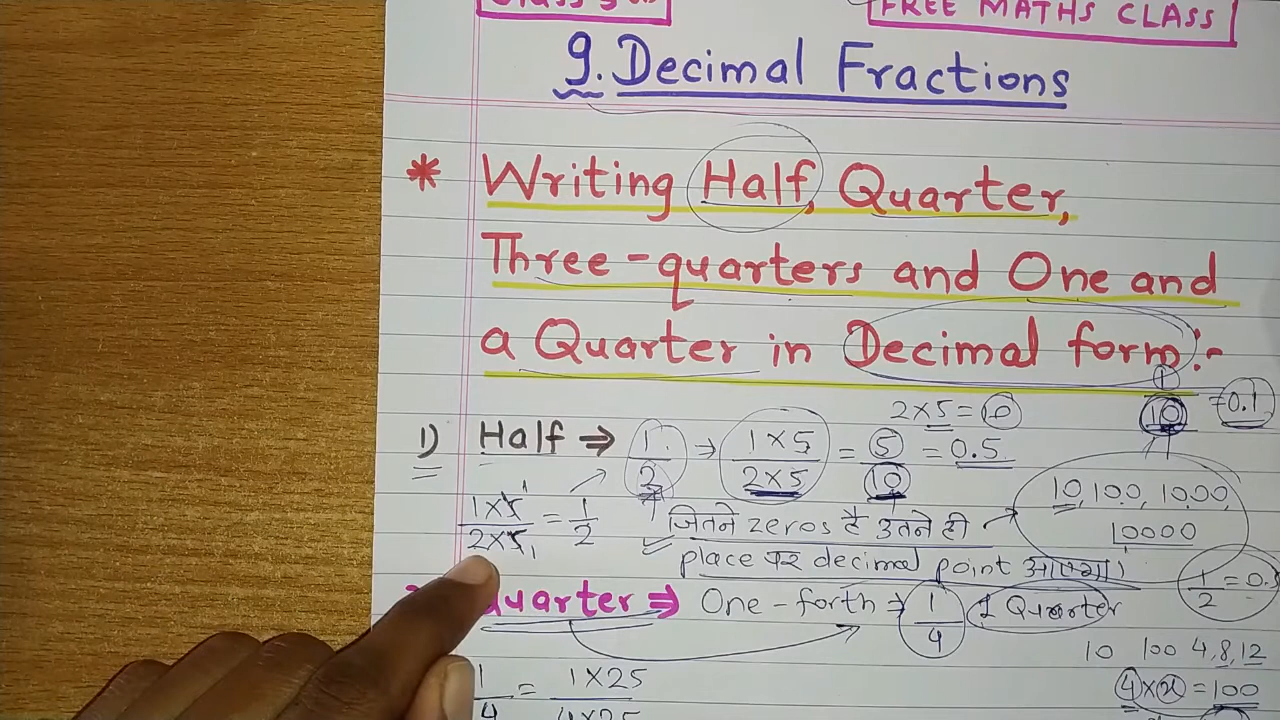 FREE MATHS CLASS
9. Decimal Fractions
* Writing Half, Quarter,
Three-quarters and One and
a Quarter in Decimal form:-
2×5=10
1/10 = 0.1
1) Half ⇒ 1/2 → 1×5/2×5 = 5/10 = 0.5
10, 100, 1000,
10000
1×5/2×5 = 1/2
जितने zeros है उतने ही
place पर decimal point आएगा।
1/2 = 0.
Quarter ⇒ One-forth ⇒ 1/4 1 Quarter
10 100 4,8,12
1/4 = 1×25/4×25
4×x=100